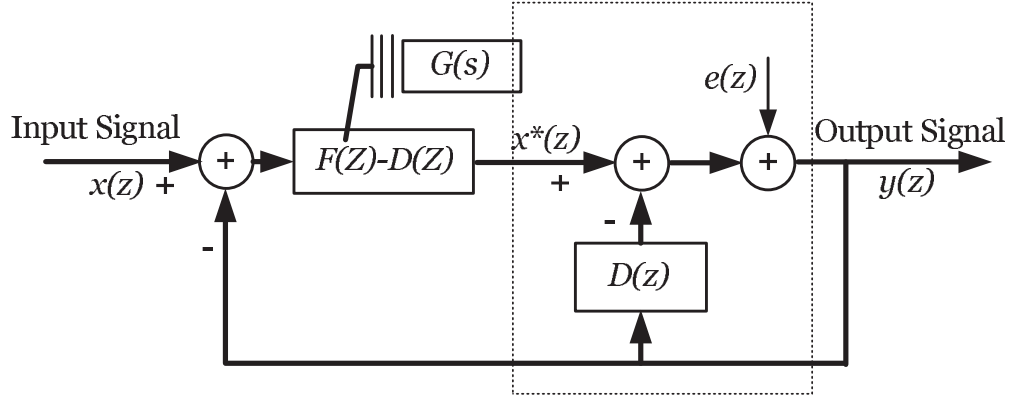 G(s)
e(z)
Input Signal
x*(z)
Output Signal
+
F(Z)-D(Z)
+
+
x(z) +
+
y(z)
-
-
D(z)